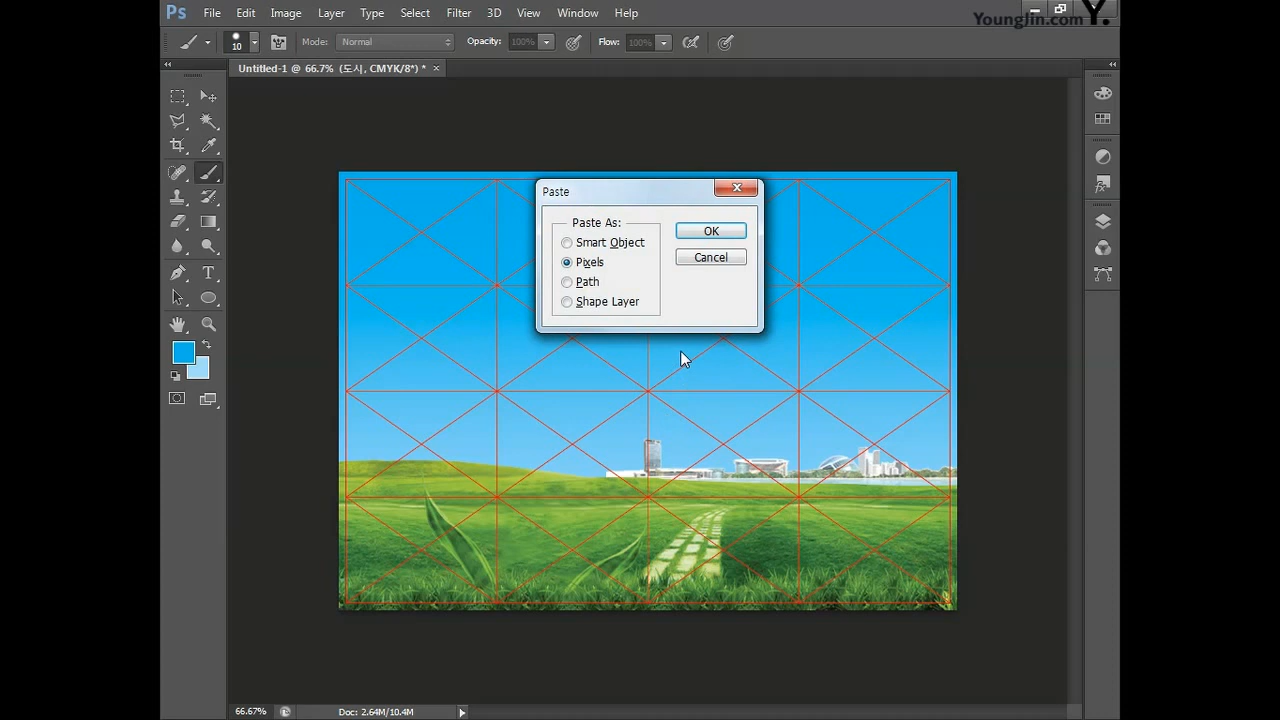 Ps File Edit Image Layer Type Select Filter 3D View Window Help
YoungJin.com Y.
10 Mode: Normal Opacity: 100% Flow: 100%
Untitled-1 @ 66.7% (도시, CMYK/8*) * ×
Paste
Paste As:
OK
Smart Object
Cancel
Pixels
Path
Shape Layer
66.67% Doc: 2.64M/10.4M